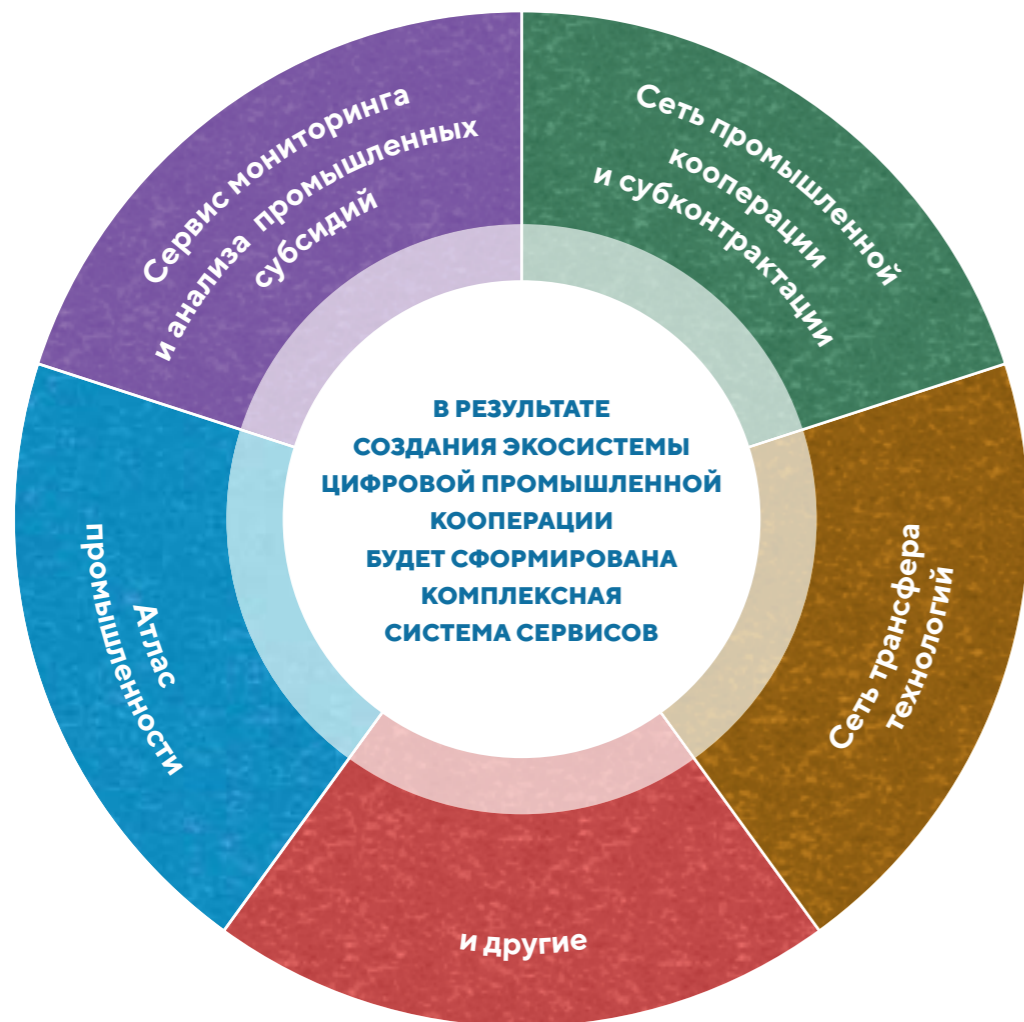 Сервис мониторинга
и анализа промышленных
субсидий
Сеть промышленной
кооперации
и субконтрактации
В РЕЗУЛЬТАТЕ
СОЗДАНИЯ ЭКОСИСТЕМЫ
ЦИФРОВОЙ ПРОМЫШЛЕННОЙ
КООПЕРАЦИИ
БУДЕТ СФОРМИРОВАНА
КОМПЛЕКСНАЯ
СИСТЕМА СЕРВИСОВ
Атлас
промышленности
Сеть трансфера
технологий
и другие